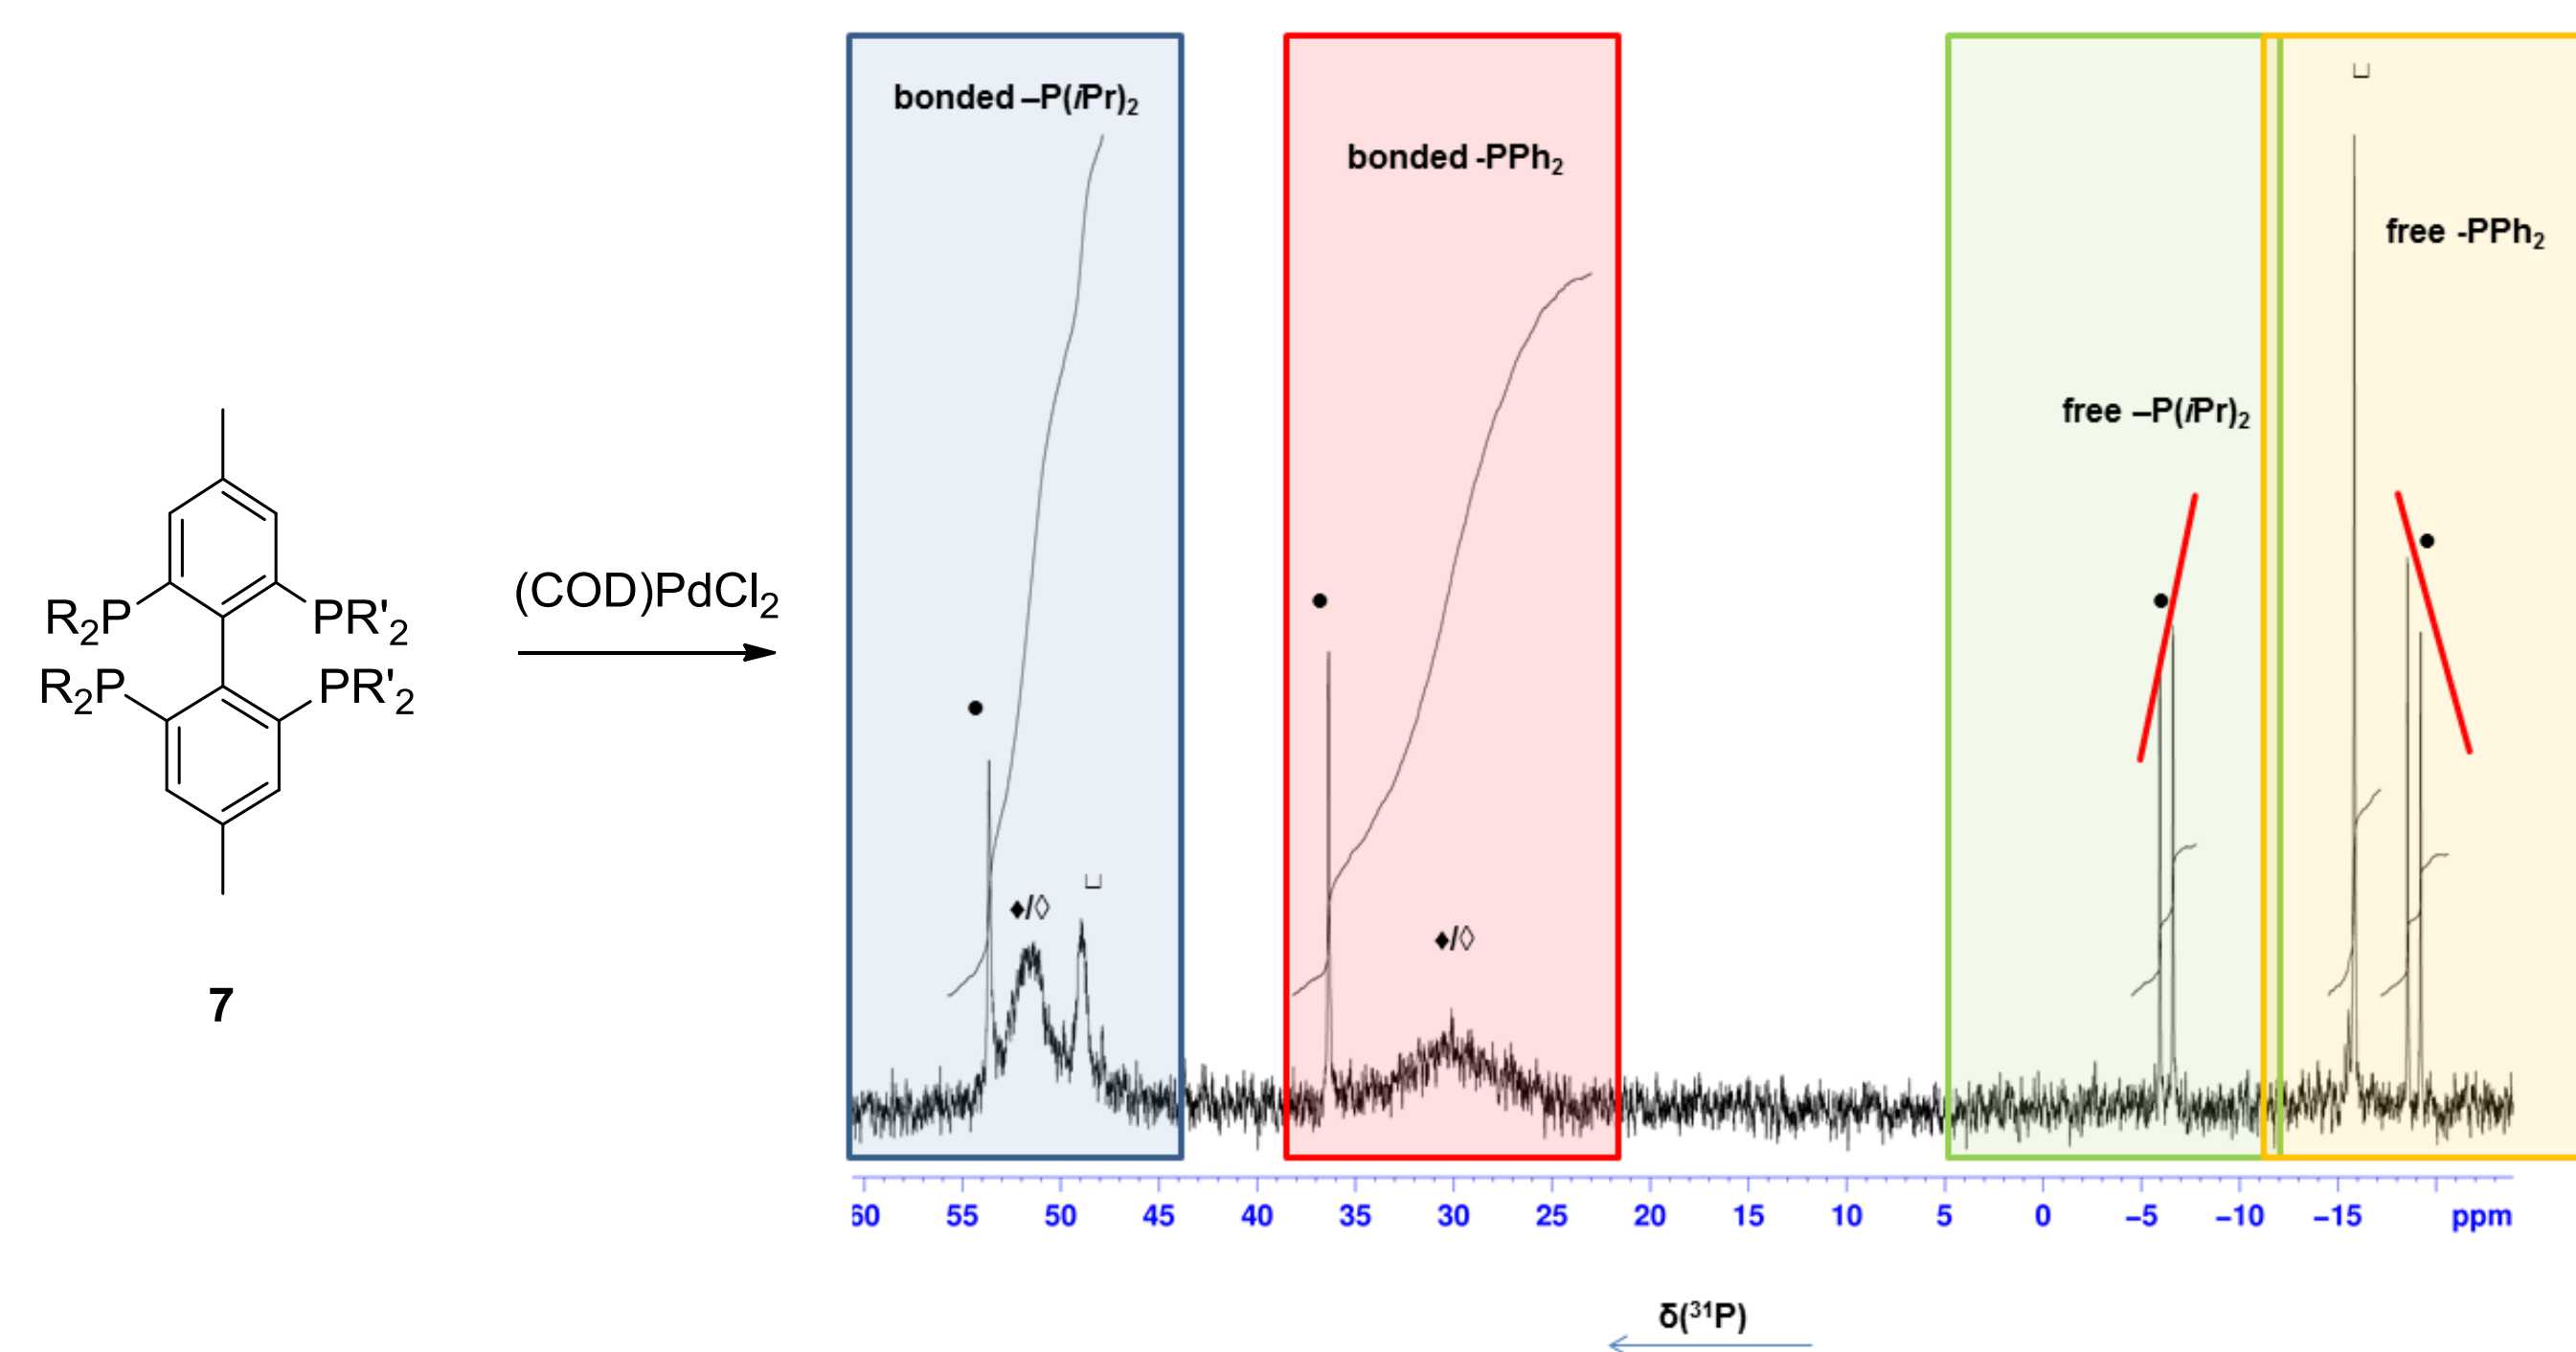 R₂P PR'₂
R₂P PR'₂
7
(COD)PdCl₂
bonded –P(iPr)₂
bonded -PPh₂
free –P(iPr)₂
free -PPh₂
●
♦/◊
⊔
●
♦/◊
●
⊔
●
60 55 50 45 40 35 30 25 20 15 10 5 0 –5 –10 –15 ppm
δ(³¹P)